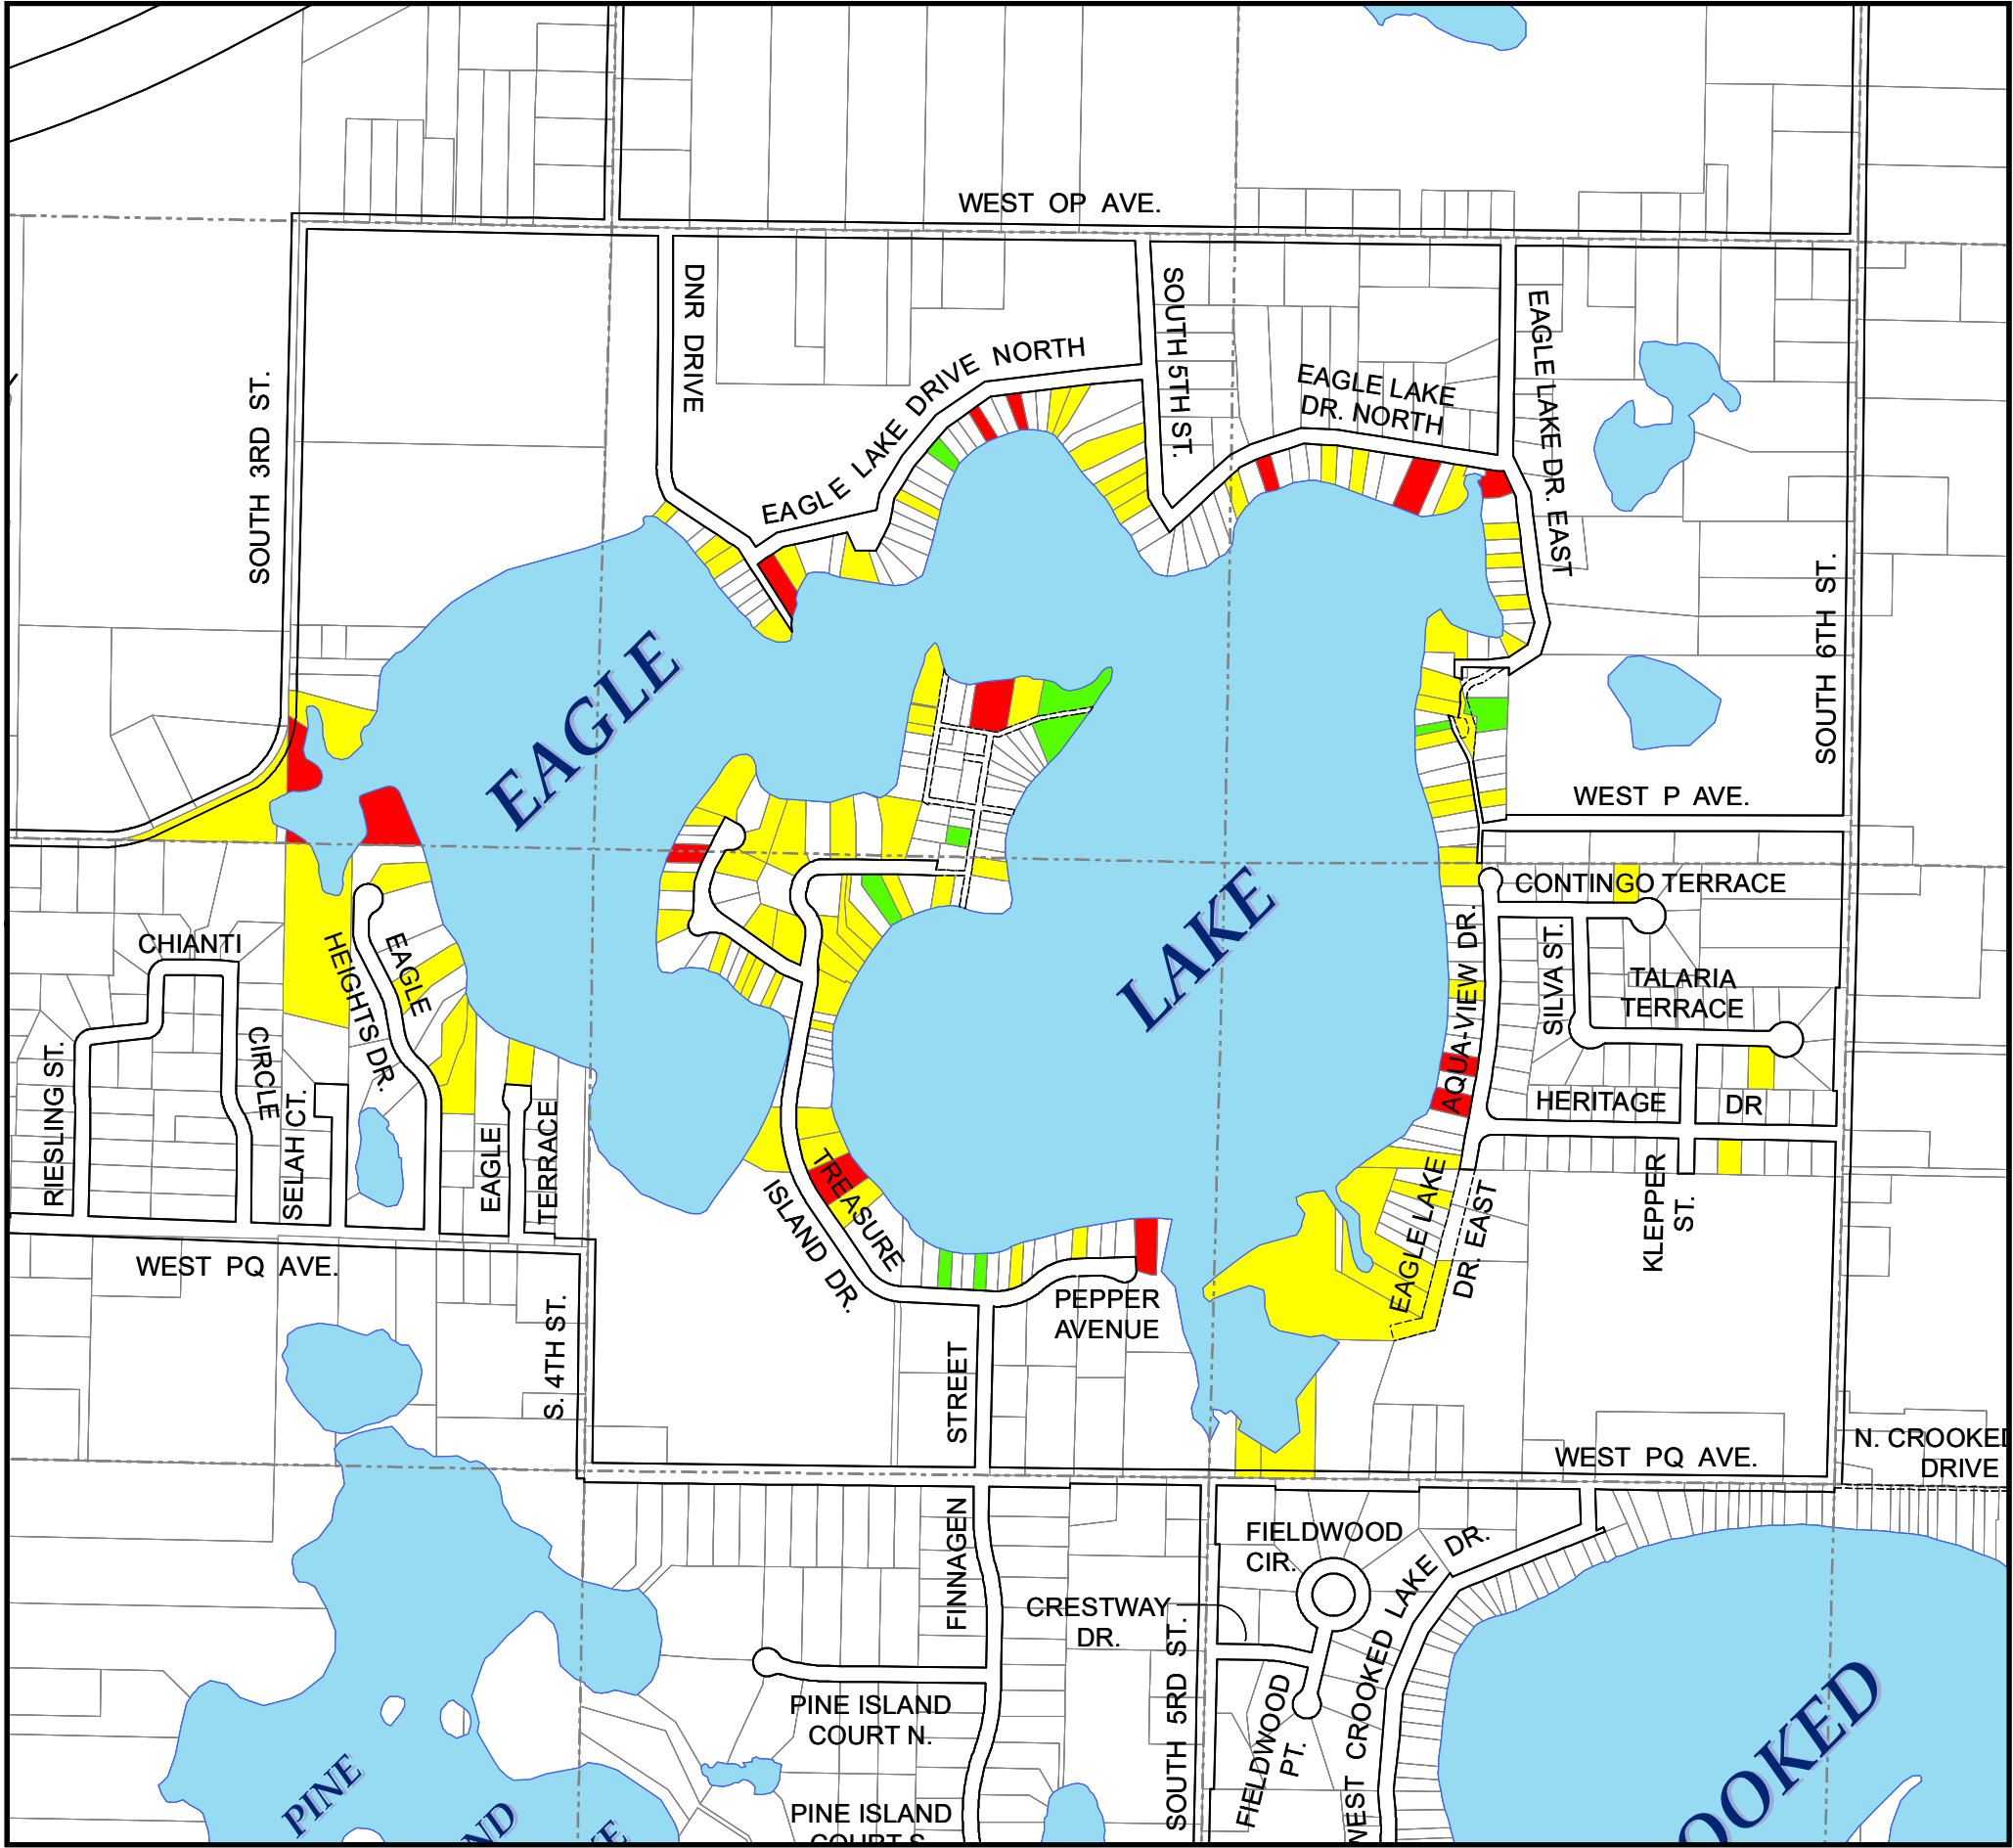 WEST OP AVE.
DNR DRIVE
SOUTH 5TH ST.
EAGLE LAKE DRIVE NORTH
EAGLE LAKE
DR. NORTH
EAGLE LAKE DR. EAST
SOUTH 3RD ST.
SOUTH 6TH ST.
EAGLE
LAKE
WEST P AVE.
CONTINGO TERRACE
CHIANTI
CIRCLE
HEIGHTS DR.
EAGLE
AQUA-VIEW DR.
SILVA ST.
TALARIA
TERRACE
RIESLING ST.
SELAH CT.
EAGLE
TERRACE
HERITAGE
DR
TREASURE
ISLAND DR.
EAGLE LAKE
DR. EAST
KLEPPER
ST.
WEST PQ AVE.
S. 4TH ST.
PEPPER
AVENUE
STREET
FINNAGEN
WEST PQ AVE.
N. CROOKED
DRIVE
FIELDWOOD
CIR.
WEST CROOKED LAKE DR.
CRESTWAY
DR.
SOUTH 5RD ST.
FIELDWOOD
PT.
PINE ISLAND
COURT N.
PINE ISLAND
COURT S.
PINE
ND
KE
OOKED